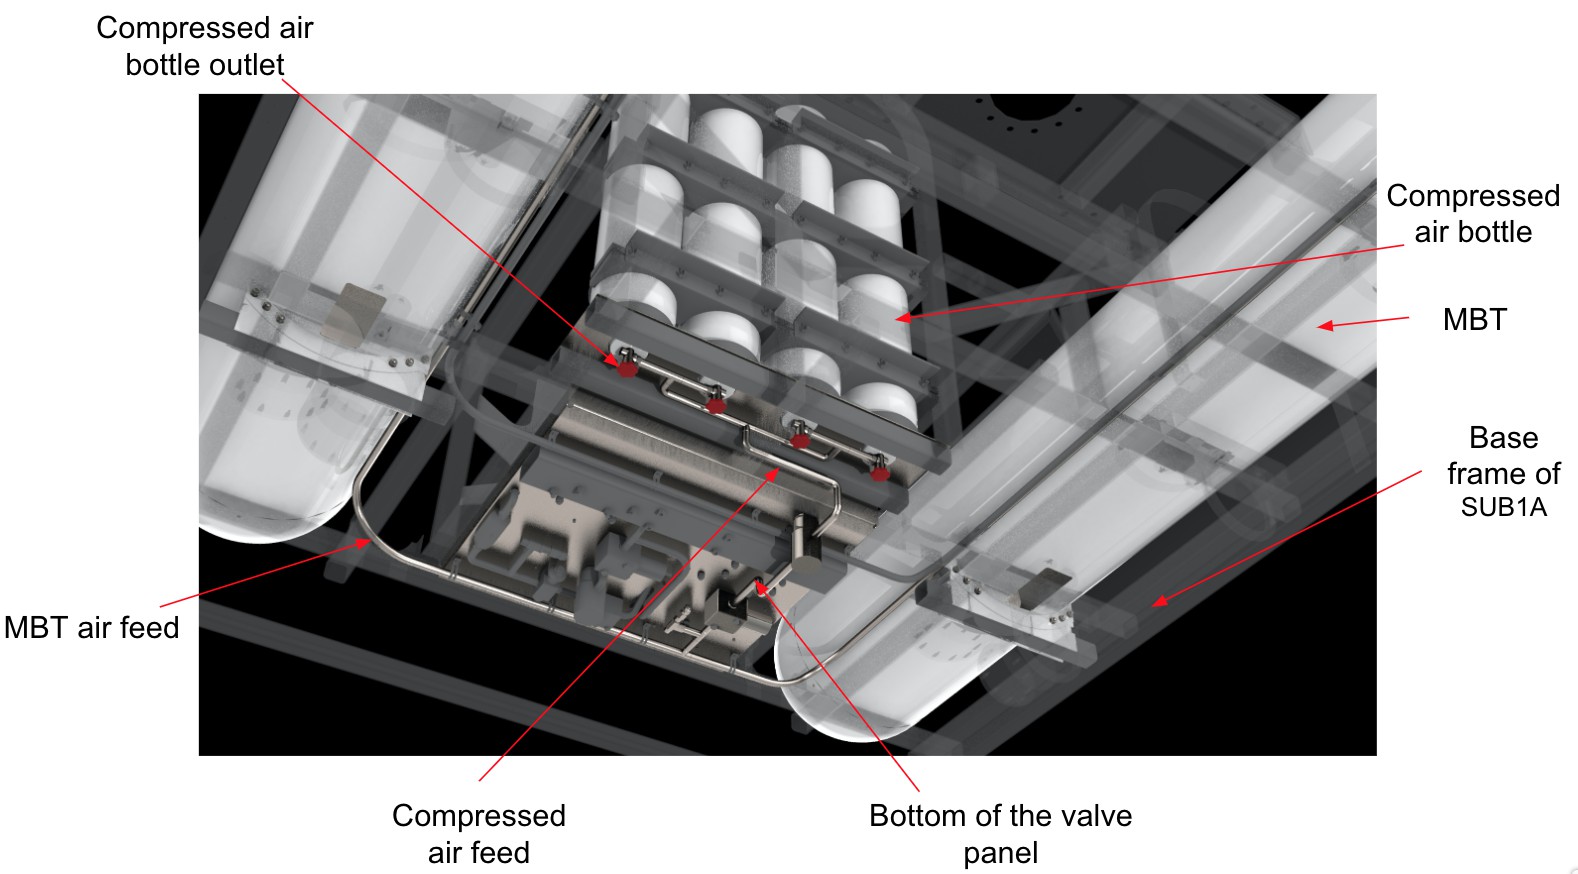 Compressed air
bottle outlet
Compressed
air bottle
MBT
Base
frame of
SUB1A
MBT air feed
Compressed
air feed
Bottom of the valve
panel